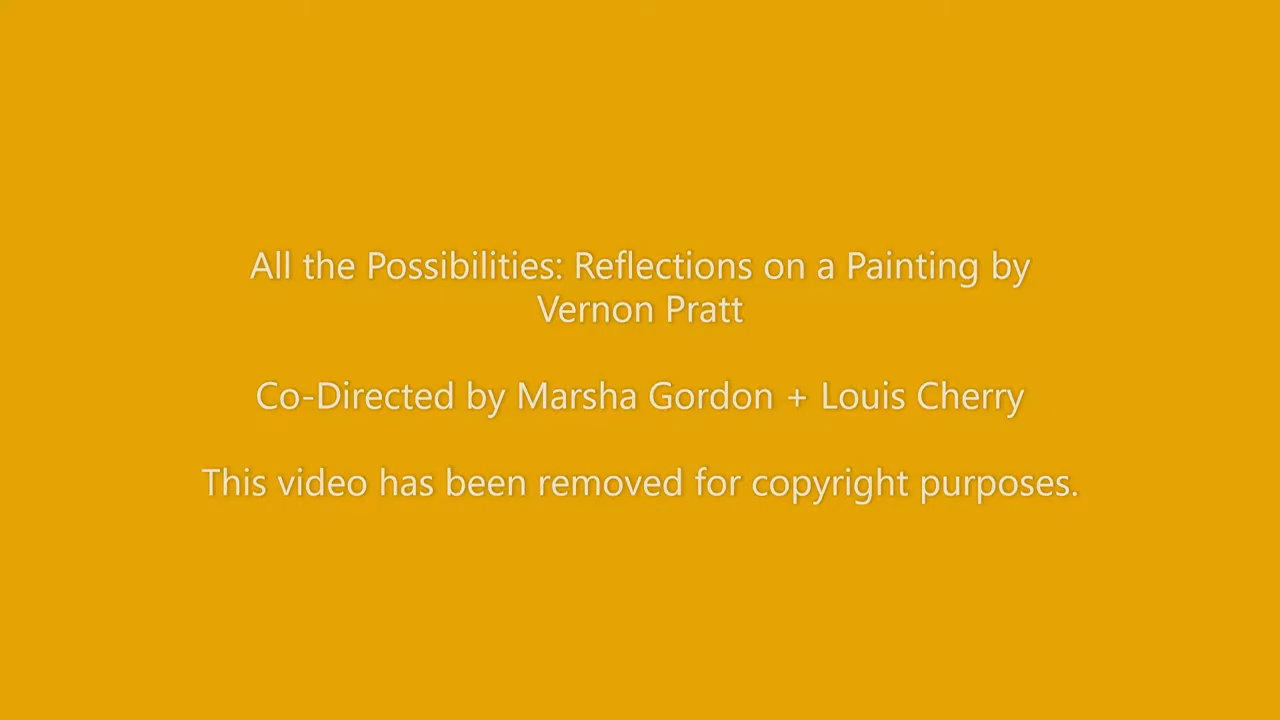 All the Possibilities: Reflections on a Painting by
Vernon Pratt
Co-Directed by Marsha Gordon + Louis Cherry
This video has been removed for copyright purposes.